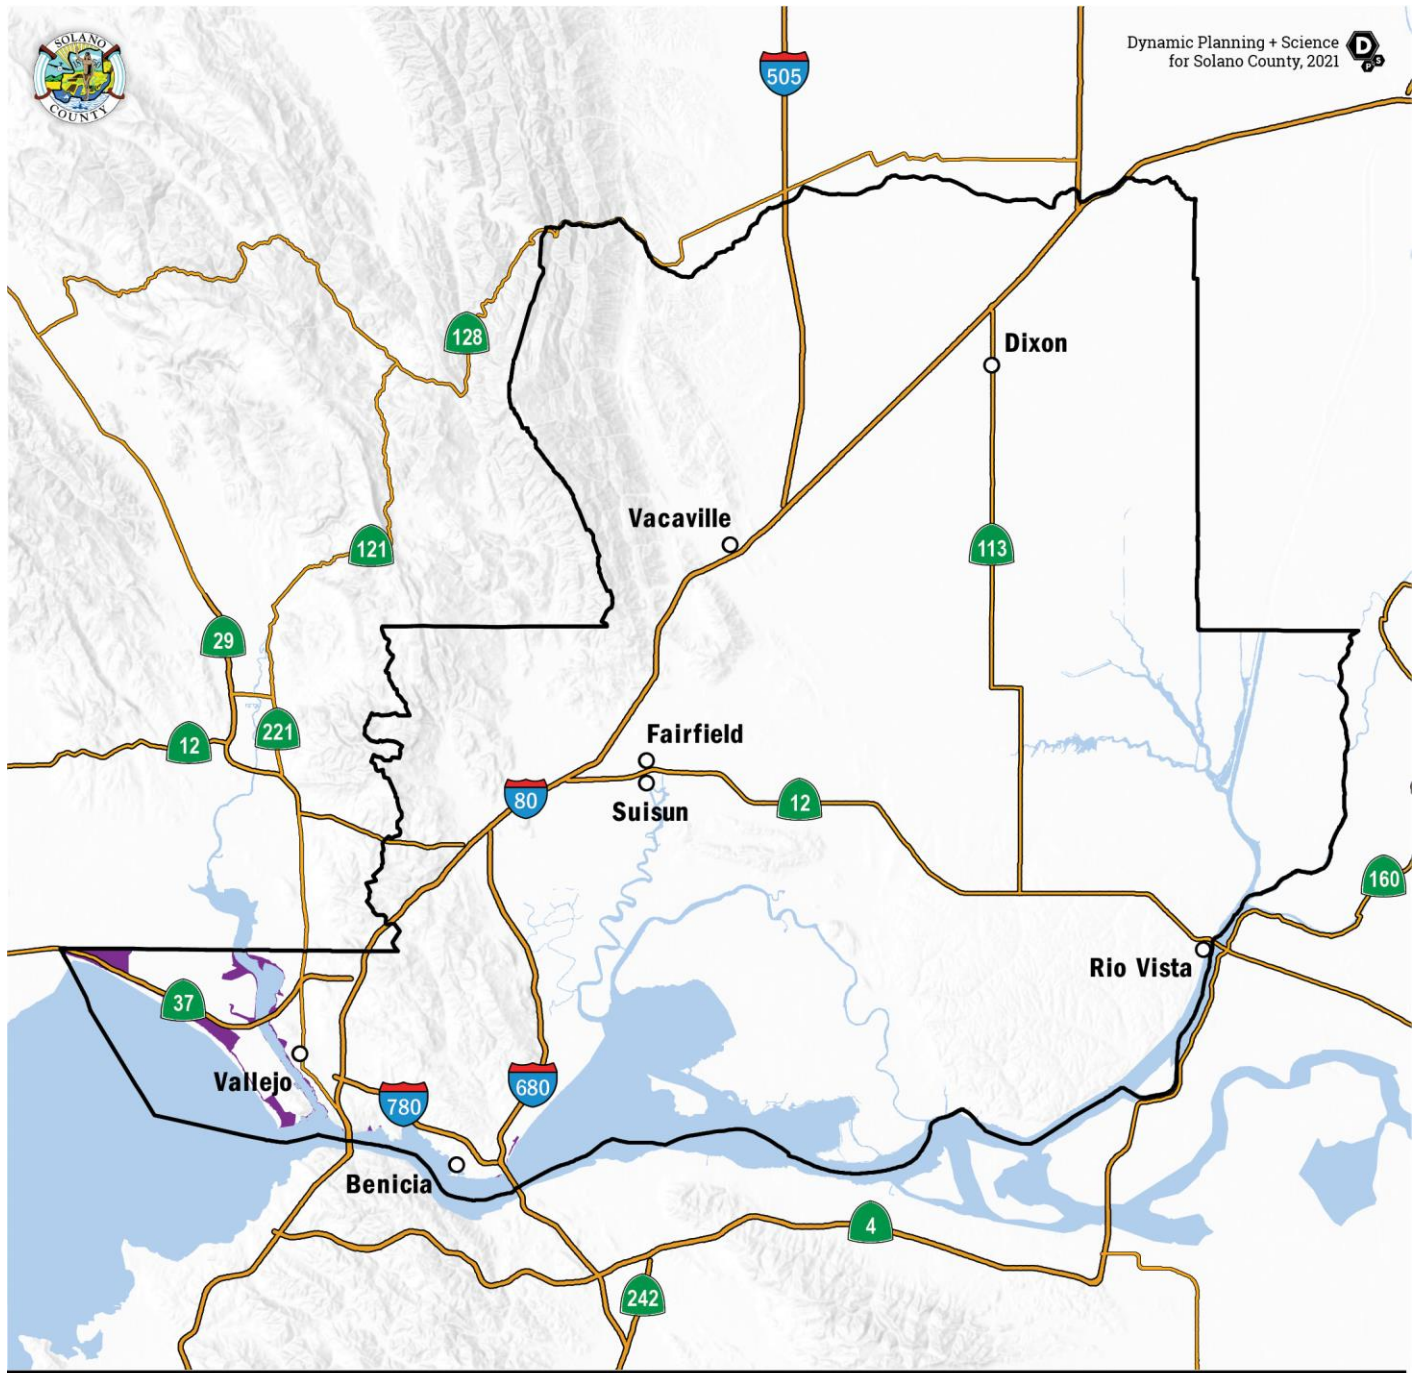 SOLANO
COUNTY
Dynamic Planning + Science
for Solano County, 2021
D
P
S
505
128
Dixon
Vacaville
121
113
29
221
12
Fairfield
80
Suisun
12
160
Rio Vista
37
Vallejo
680
780
Benicia
4
242